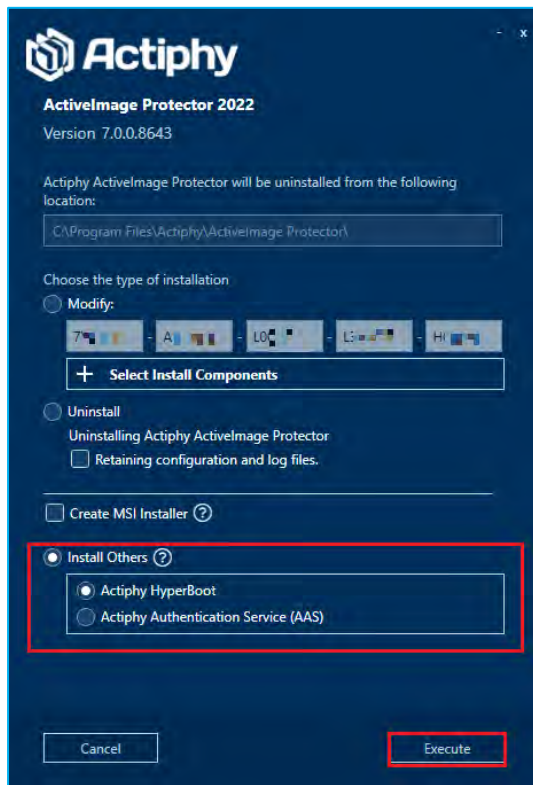 - x
Actiphy
ActiveImage Protector 2022
Version 7.0.0.8643
Actiphy ActiveImage Protector will be uninstalled from the following
location:
C:\Program Files\Actiphy\ActiveImage Protector\
Choose the type of installation
Modify:
+ Select Install Components
Uninstall
Uninstalling Actiphy ActiveImage Protector
Retaining configuration and log files.
Create MSI Installer ?
Install Others ?
Actiphy HyperBoot
Actiphy Authentication Service (AAS)
Cancel
Execute